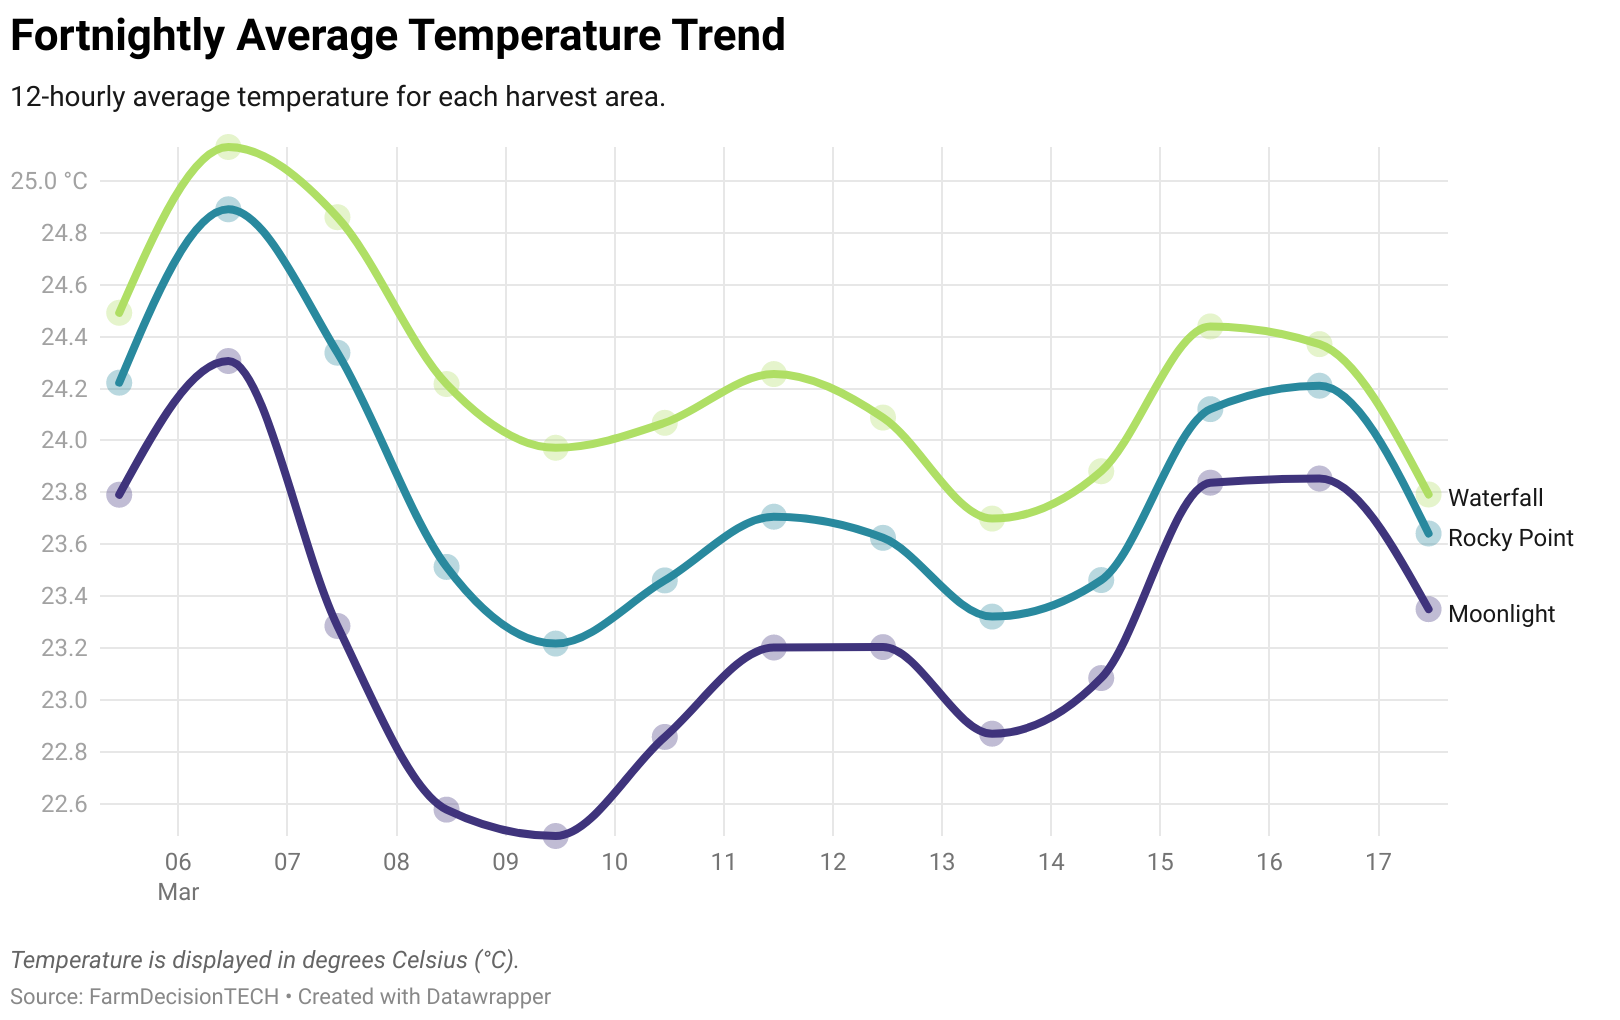 Fortnightly Average Temperature Trend
12-hourly average temperature for each harvest area.
25.0 °C
24.8
24.6
24.4
24.2
24.0
23.8
23.6
23.4
23.2
23.0
22.8
22.6
Waterfall
Rocky Point
Moonlight
06 07 08 09 10 11 12 13 14 15 16 17
Mar
Temperature is displayed in degrees Celsius (°C).
Source: FarmDecisionTECH • Created with Datawrapper